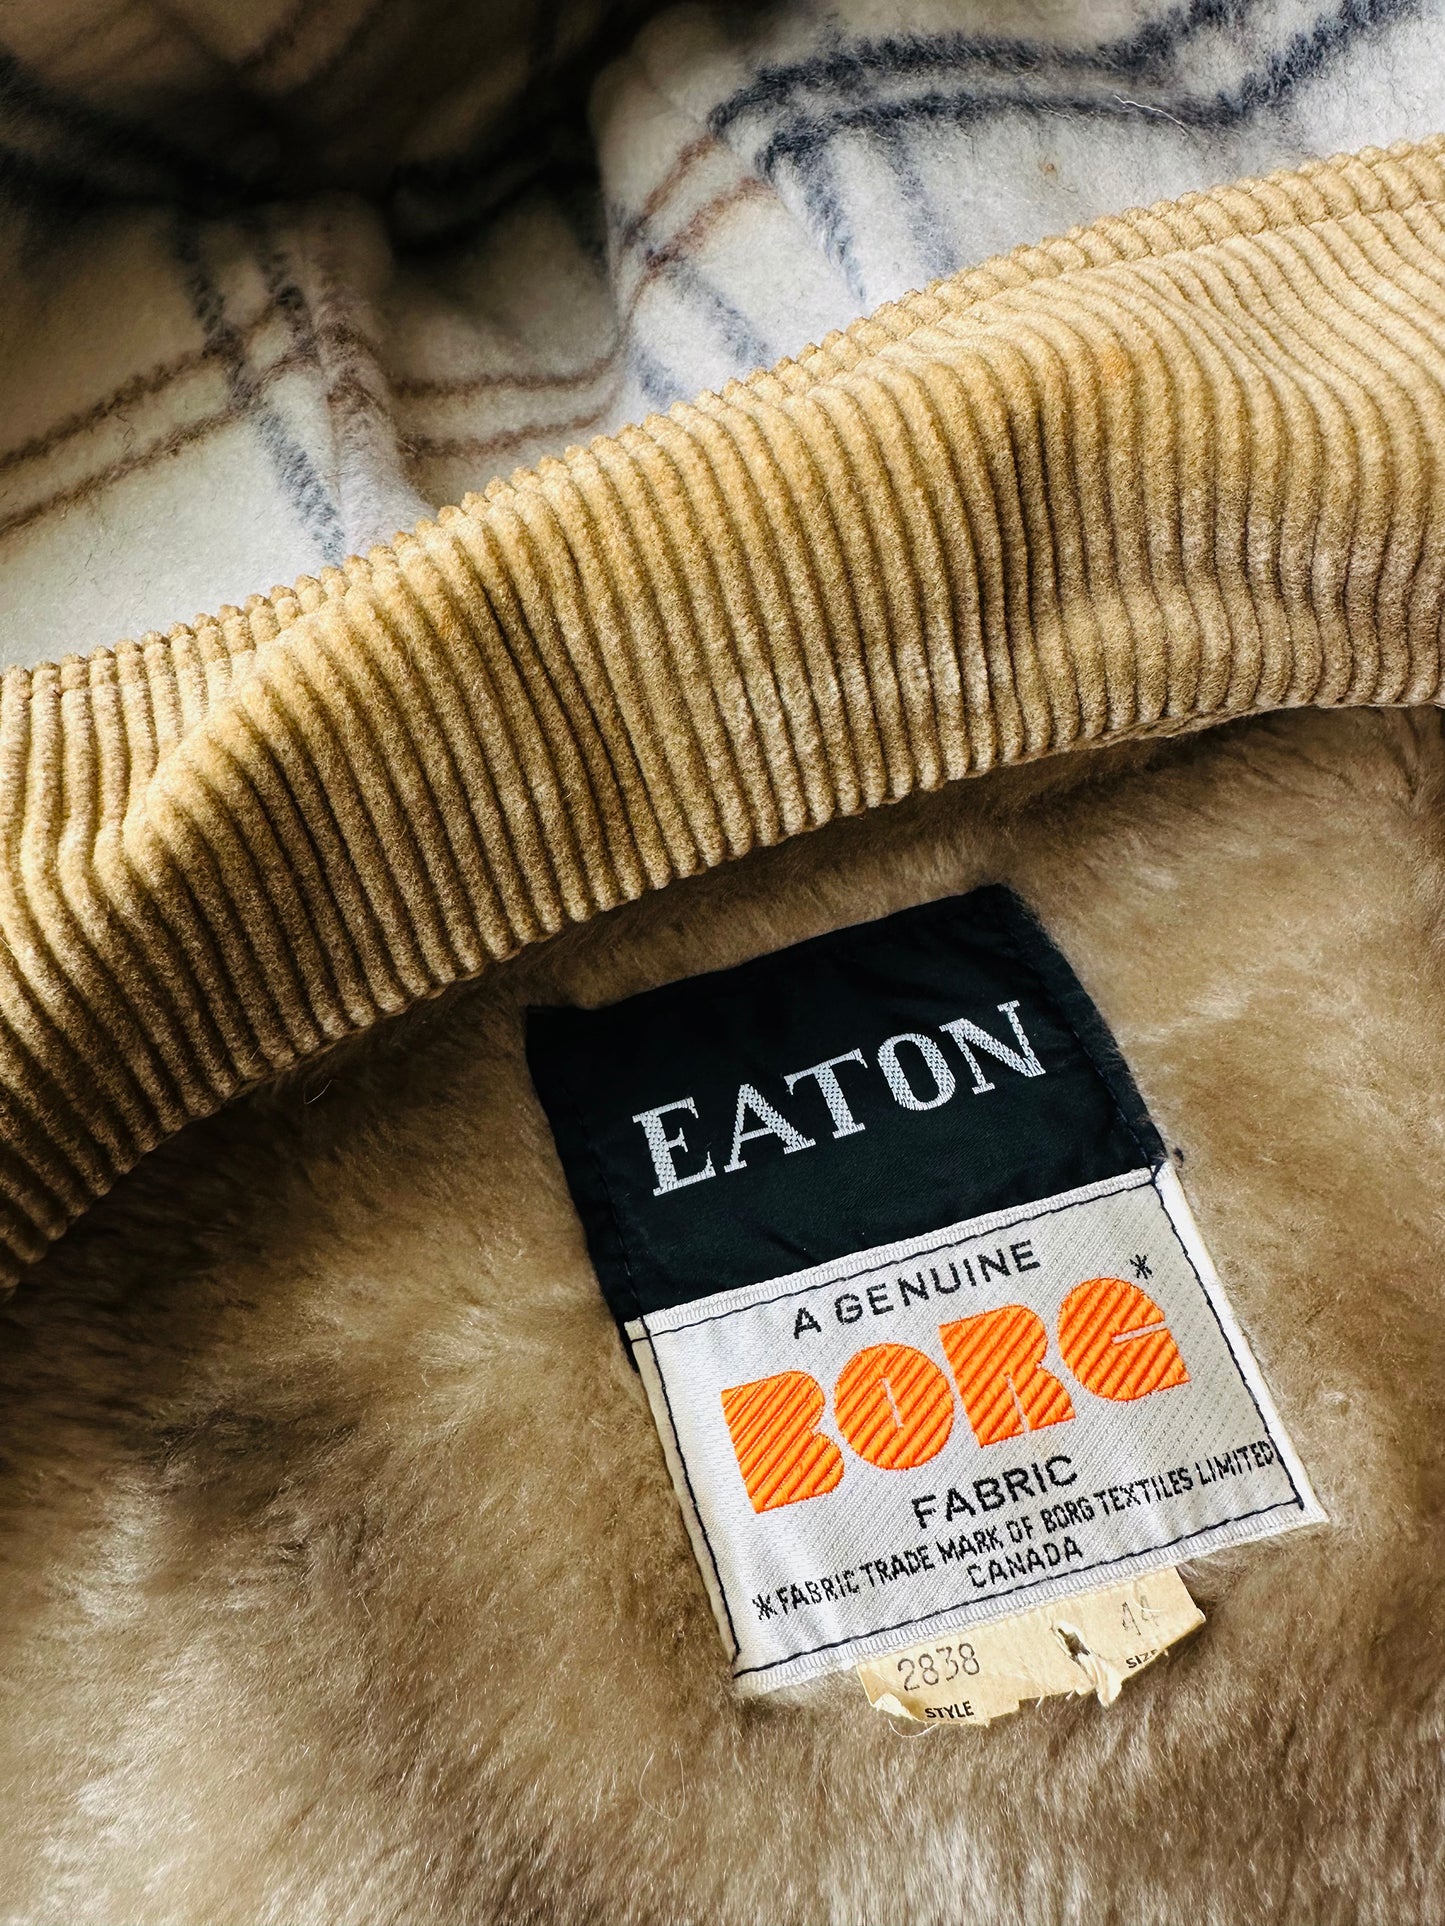 EATON
A GENUINE
BORG*
FABRIC
*FABRIC TRADE MARK OF BORG TEXTILES LIMITED
CANADA
2838 44
STYLE SIZE